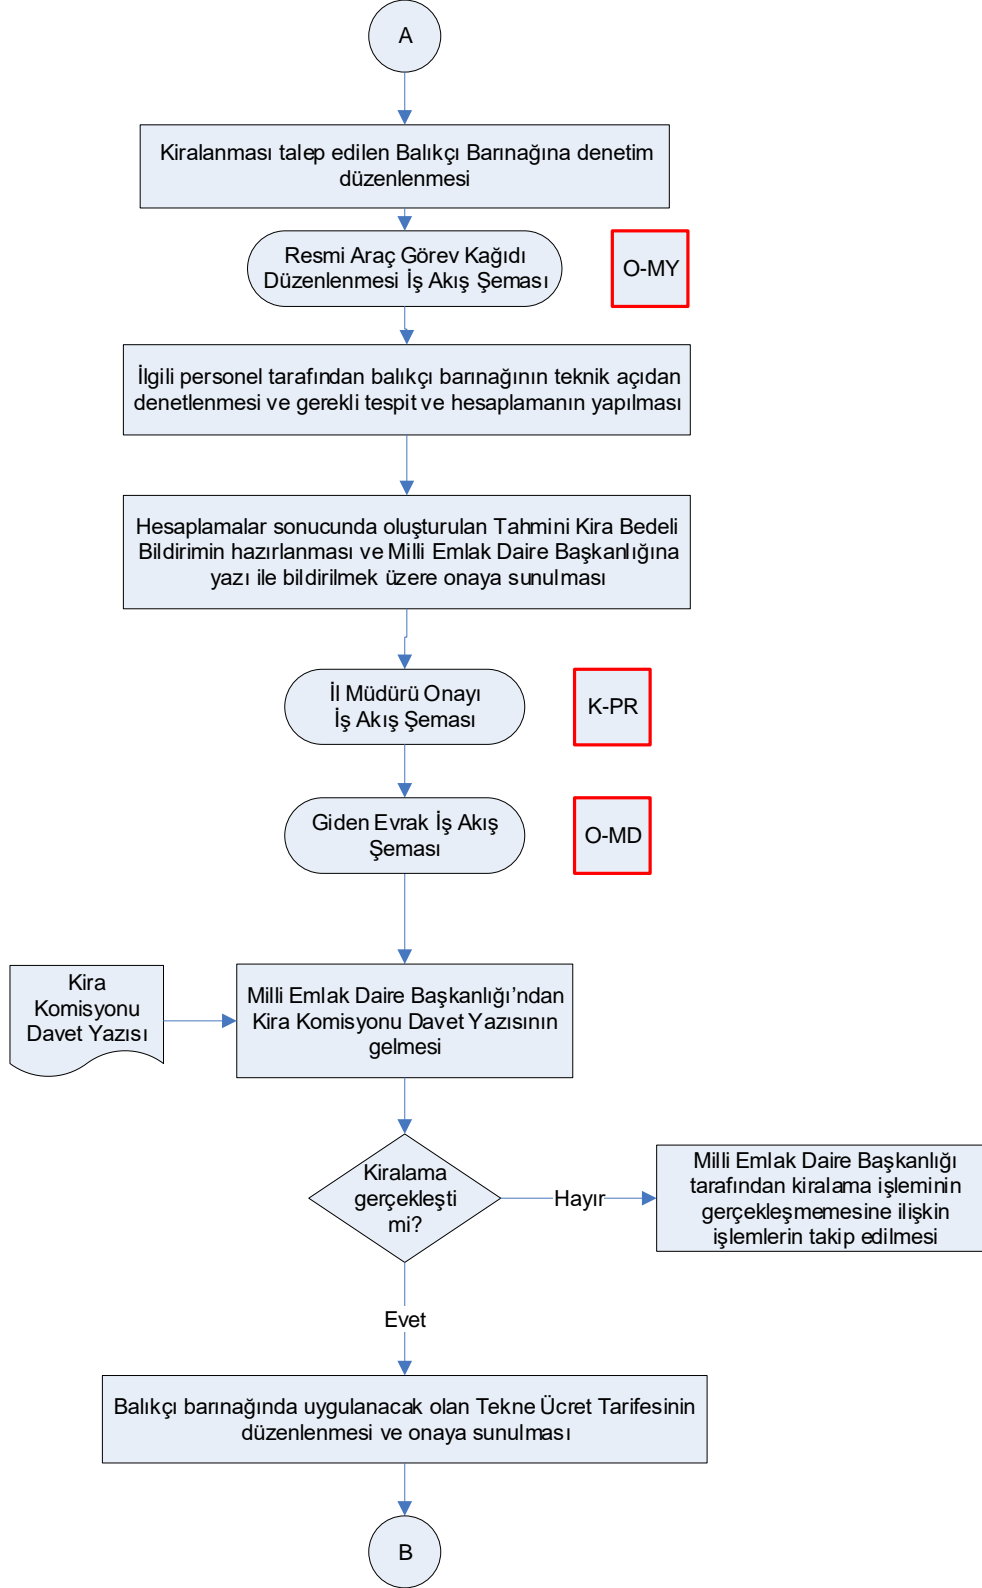 A
Kiralanması talep edilen Balıkçı Barınağına denetim
düzenlenmesi
Resmi Araç Görev Kağıdı
Düzenlenmesi İş Akış Şeması
O-MY
İlgili personel tarafından balıkçı barınağının teknik açıdan
denetlenmesi ve gerekli tespit ve hesaplamanın yapılması
Hesaplamalar sonucunda oluşturulan Tahmini Kira Bedeli
Bildirimin hazırlanması ve Milli Emlak Daire Başkanlığına
yazı ile bildirilmek üzere onaya sunulması
İl Müdürü Onayı
İş Akış Şeması
K-PR
Giden Evrak İş Akış
Şeması
O-MD
Kira
Komisyonu
Davet Yazısı
Milli Emlak Daire Başkanlığı’ndan
Kira Komisyonu Davet Yazısının
gelmesi
Kiralama
gerçekleşti
mi?
Hayır
Milli Emlak Daire Başkanlığı
tarafından kiralama işleminin
gerçekleşmemesine ilişkin
işlemlerin takip edilmesi
Evet
Balıkçı barınağında uygulanacak olan Tekne Ücret Tarifesinin
düzenlenmesi ve onaya sunulması
B